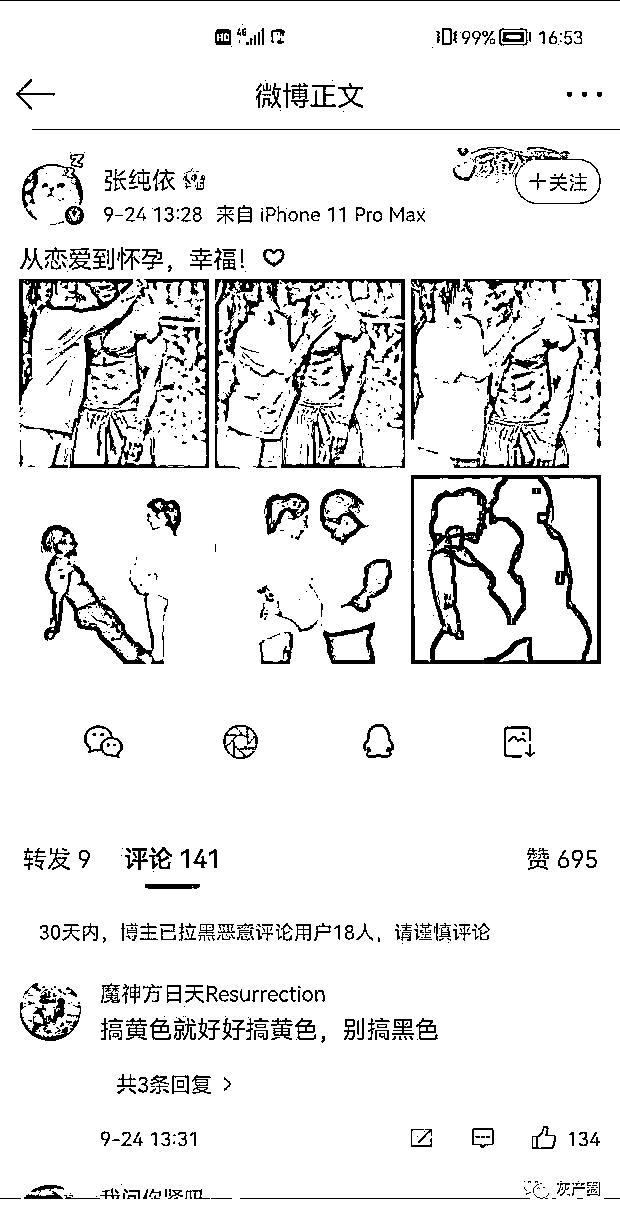 HD 4G 99% 16:53
微博正文
张纯依
+关注
9-24 13:28 来自 iPhone 11 Pro Max
从恋爱到怀孕，幸福！♡
转发 9 评论 141 赞 695
30天内，博主已拉黑恶意评论用户18人，请谨慎评论
魔神方日天Resurrection
搞黄色就好好搞黄色，别搞黑色
共3条回复 >
9-24 13:31 134
灰产圈